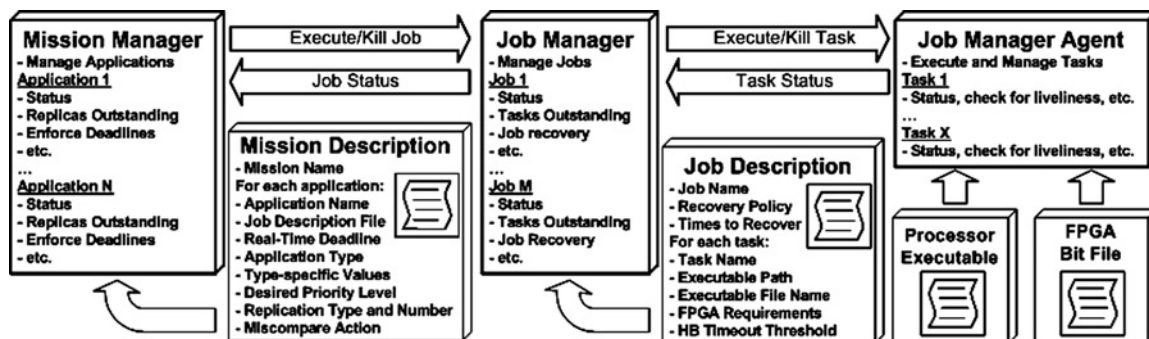 Mission Manager
- Manage Applications
Application 1
- Status
- Replicas Outstanding
- Enforce Deadlines
- etc.
...
Application N
- Status
- Replicas Outstanding
- Enforce Deadlines
- etc.
Execute/Kill Job
Job Status
Mission Description
- Mission Name
For each application:
- Application Name
- Job Description File
- Real-Time Deadline
- Application Type
- Type-specific Values
- Desired Priority Level
- Replication Type and Number
- Miscompare Action
Job Manager
- Manage Jobs
Job 1
- Status
- Tasks Outstanding
- Job recovery
- etc.
...
Job M
- Status
- Tasks Outstanding
- Job Recovery
- etc.
Execute/Kill Task
Task Status
Job Description
- Job Name
- Recovery Policy
- Times to Recover
For each task:
- Task Name
- Executable Path
- Executable File Name
- FPGA Requirements
- HB Timeout Threshold
Job Manager Agent
- Execute and Manage Tasks
Task 1
- Status, check for liveliness, etc.
...
Task X
- Status, check for liveliness, etc.
Processor
Executable
FPGA
Bit File